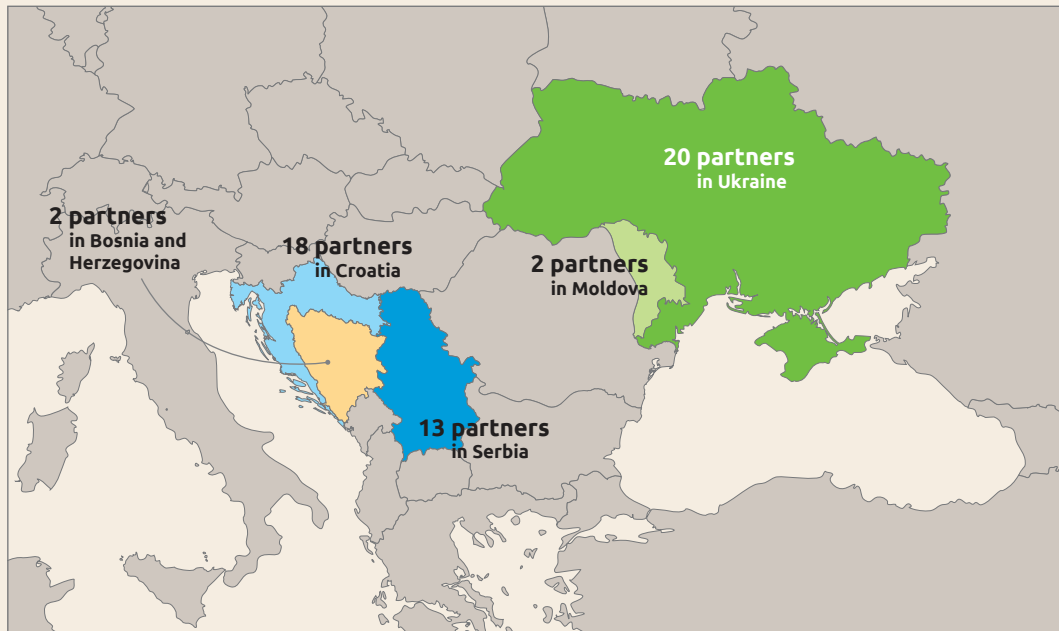 20 partners
in Ukraine
2 partners
in Bosnia and
Herzegovina
18 partners
in Croatia
2 partners
in Moldova
13 partners
in Serbia